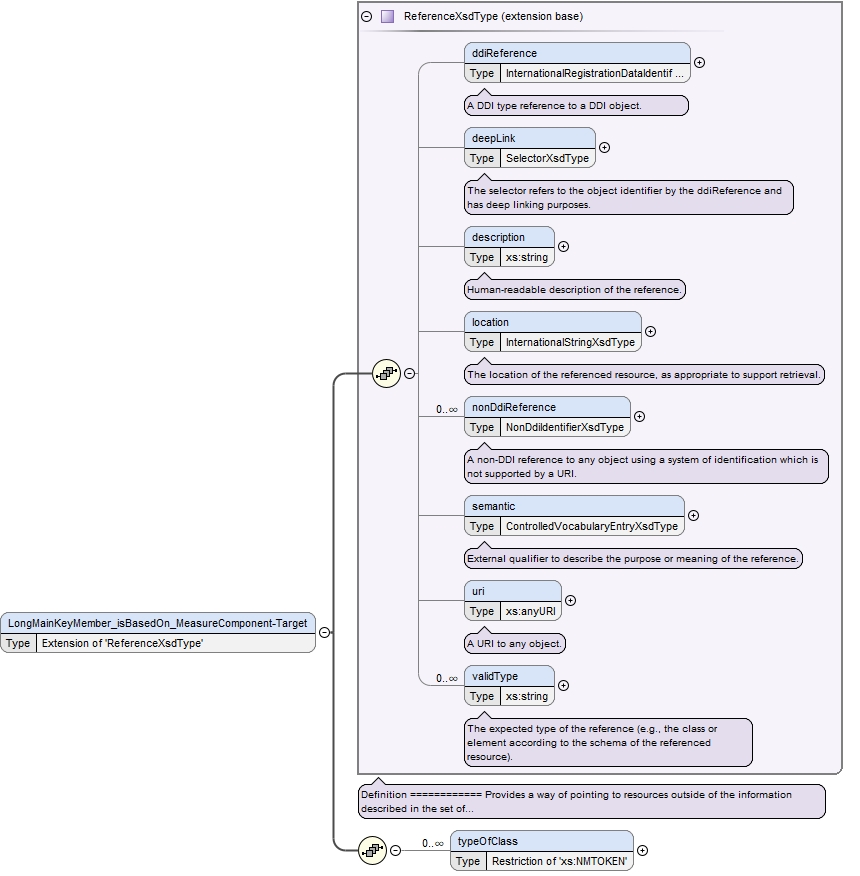 ReferenceXsdType (extension base)
ddiReference
Type InternationalRegistrationDataIdentif ...
A DDI type reference to a DDI object.
deepLink
Type SelectorXsdType
The selector refers to the object identifier by the ddiReference and
has deep linking purposes.
description
Type xs:string
Human-readable description of the reference.
location
Type InternationalStringXsdType
The location of the referenced resource, as appropriate to support retrieval.
0..∞ nonDdiReference
Type NonDdiIdentifierXsdType
A non-DDI reference to any object using a system of identification which is
not supported by a URI.
semantic
Type ControlledVocabularyEntryXsdType
External qualifier to describe the purpose or meaning of the reference.
uri
Type xs:anyURI
A URI to any object.
LongMainKeyMember_isBasedOn_MeasureComponent-Target
Type Extension of 'ReferenceXsdType'
0..∞ validType
Type xs:string
The expected type of the reference (e.g., the class or
element according to the schema of the referenced
resource).
Definition ============ Provides a way of pointing to resources outside of the information
described in the set of...
0..∞ typeOfClass
Type Restriction of 'xs:NMTOKEN'